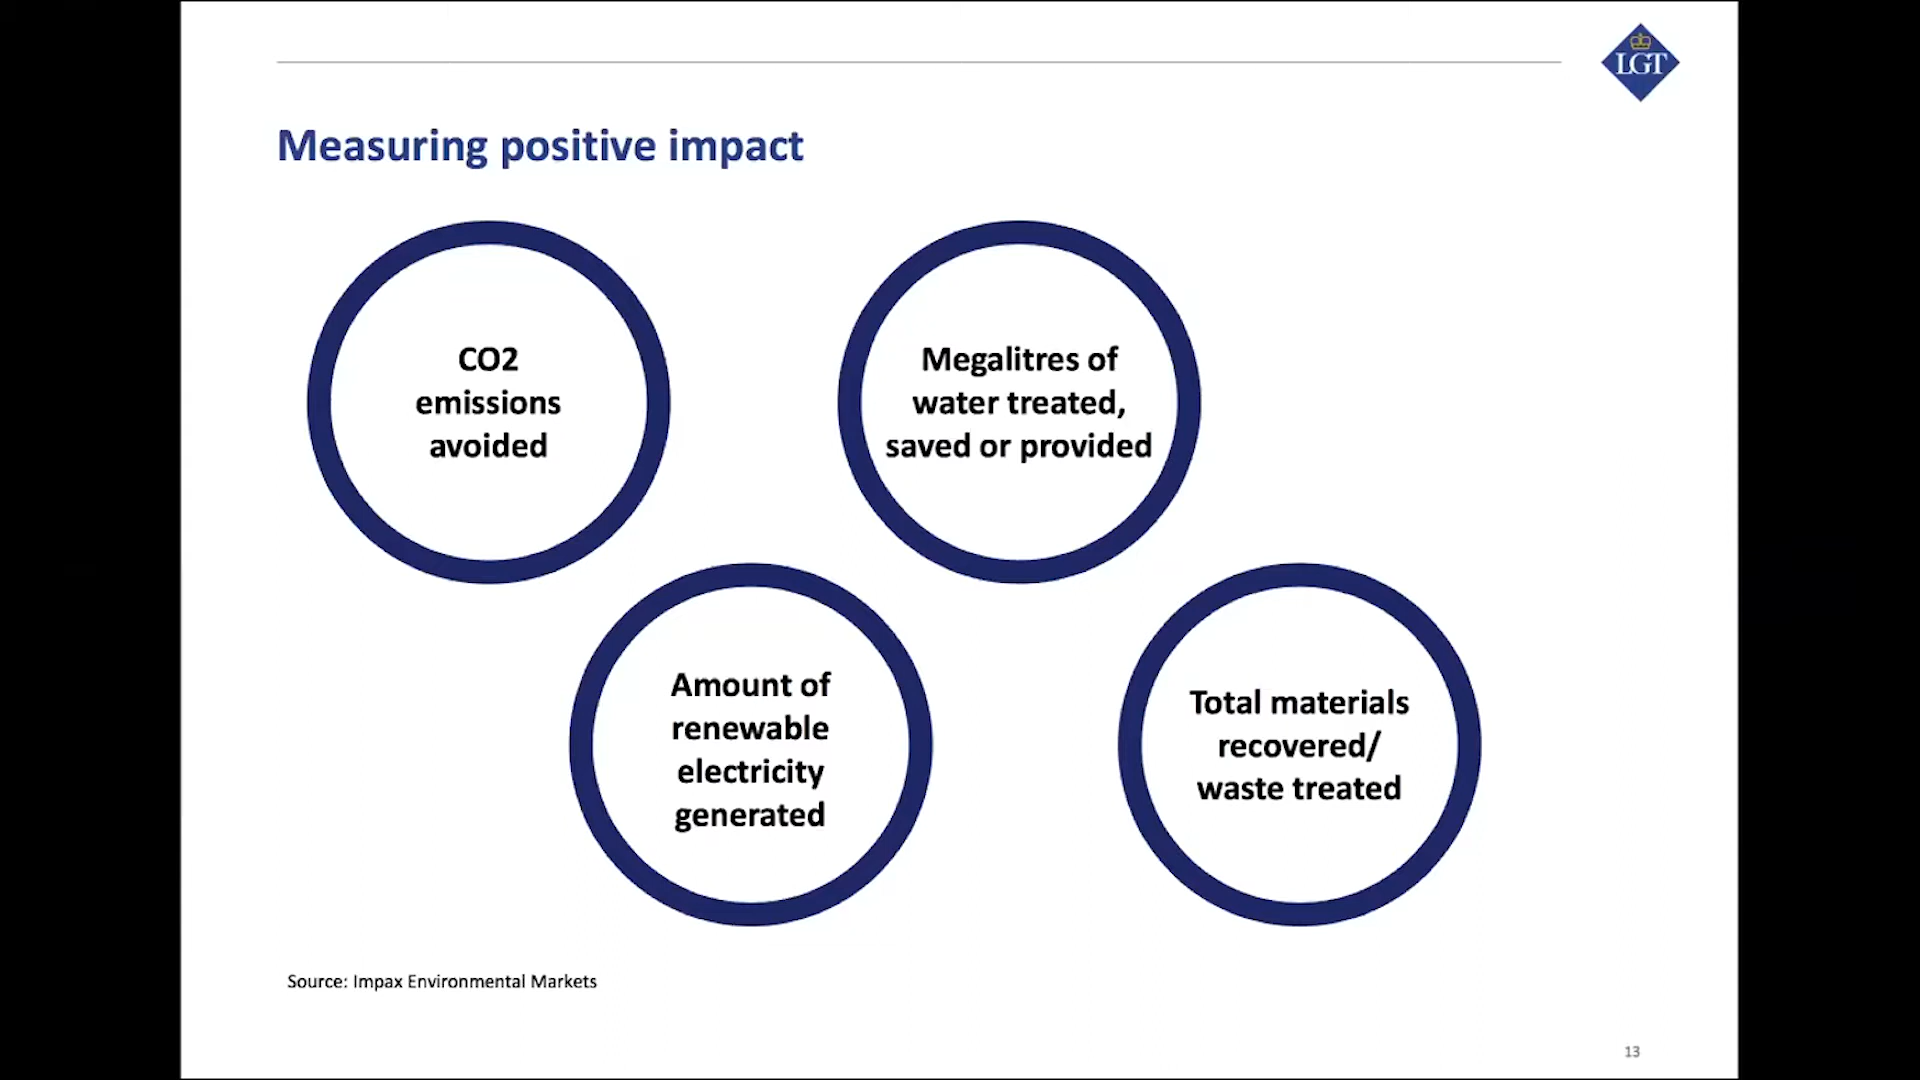 LGT
Measuring positive impact
CO2
emissions
avoided
Megalitres of
water treated,
saved or provided
Amount of
renewable
electricity
generated
Total materials
recovered/
waste treated
Source: Impax Environmental Markets
13